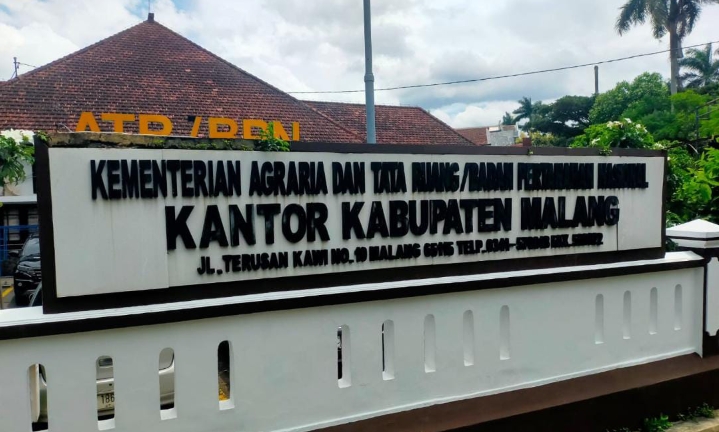 ATR/BPN
KEMENTERIAN AGRARIA DAN TATA RUANG/BADAN PERTANAHAN NASIONAL
KANTOR KABUPATEN MALANG
JL. TERUSAN KAWI NO. 10 MALANG TELP.